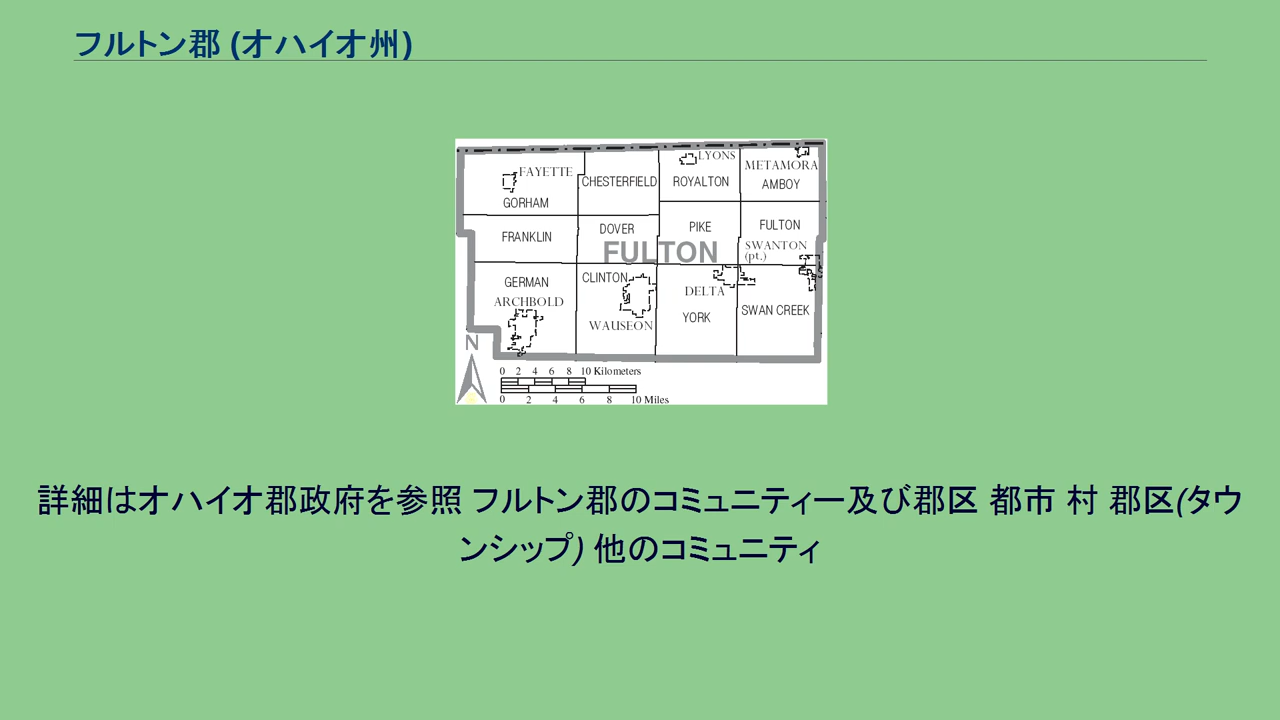 フルトン郡 (オハイオ州)
LYONS
FAYETTE
METAMORA
CHESTERFIELD
ROYALTON
AMBOY
GORHAM
DOVER
PIKE
FULTON
FRANKLIN
FULTON
SWANTON
(pt.)
GERMAN
CLINTON
ARCHBOLD
DELTA
SWAN CREEK
WAUSEON
YORK
N
0 2 4 6 8 10 Kilometers
0 2 4 6 8 10 Miles
詳細はオハイオ郡政府を参照 フルトン郡のコミュニティー及び郡区 都市 村 郡区(タウ
ンシップ) 他のコミュニティ